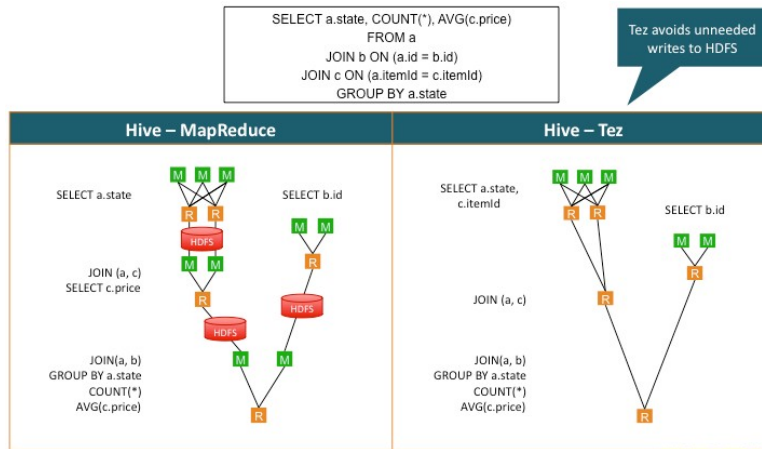 SELECT a.state, COUNT(*), AVG(c.price)
FROM a
JOIN b ON (a.id = b.id)
JOIN c ON (a.itemId = c.itemId)
GROUP BY a.state
Tez avoids unneeded
writes to HDFS
Hive – MapReduce
M M M
SELECT a.state
SELECT b.id
R R
M M
HDFS
R
M M
JOIN (a, c)
SELECT c.price
R
HDFS
HDFS
JOIN(a, b)
M M
GROUP BY a.state
COUNT(*)
AVG(c.price)
R
Hive – Tez
M M M
SELECT a.state,
c.itemId
R R
SELECT b.id
M M
R
JOIN (a, c)
R
JOIN(a, b)
GROUP BY a.state
COUNT(*)
AVG(c.price)
R